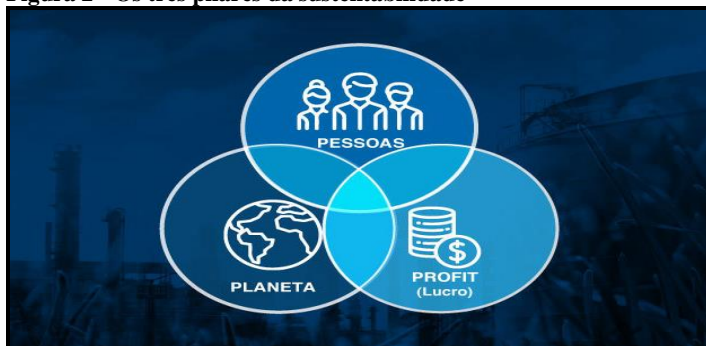 PESSOAS
PLANETA
PROFIT
(Lucro)
$